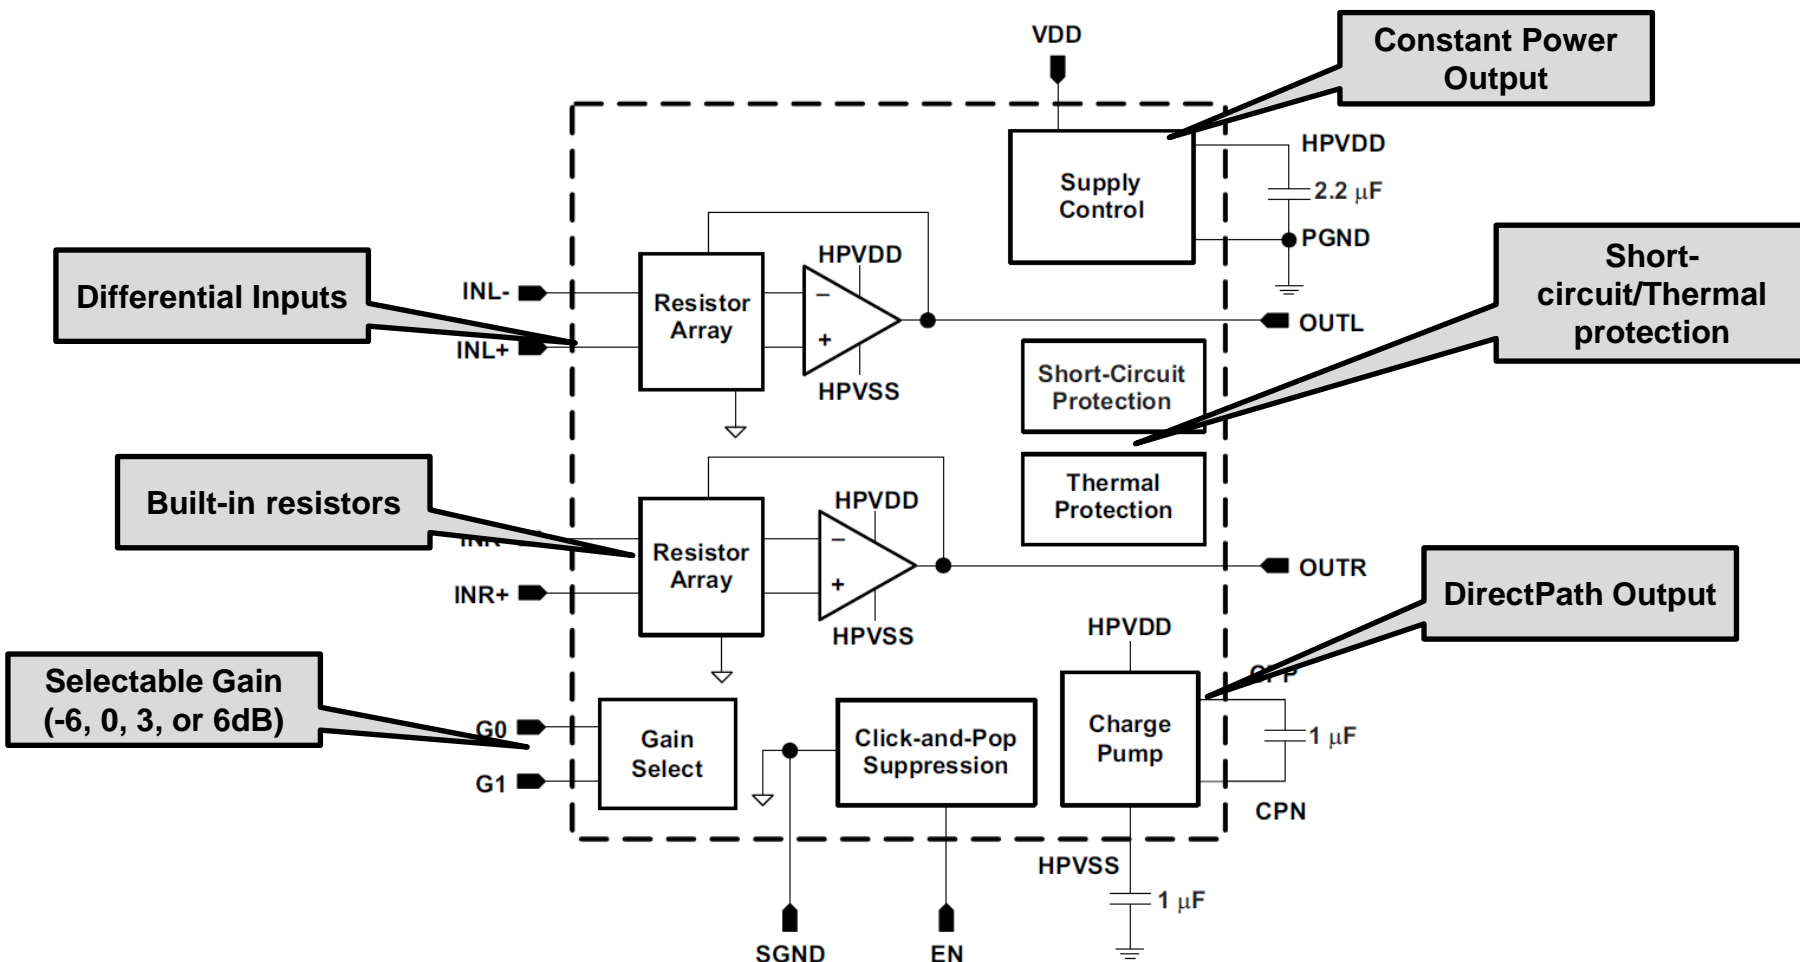 VDD
Constant Power
Output
HPVDD
Supply
Control
2.2 μF
PGND
HPVDD
Short-
circuit/Thermal
protection
Differential Inputs
INL-
Resistor
Array
−
+
OUTL
INL+
HPVSS
Short-Circuit
Protection
Built-in resistors
HPVDD
Thermal
Protection
Resistor
Array
−
+
OUTR
INR+
HPVSS
DirectPath Output
HPVDD
Selectable Gain
(-6, 0, 3, or 6dB)
G0
G1
Gain
Select
Click-and-Pop
Suppression
Charge
Pump
1 μF
CPN
HPVSS
1 μF
SGND
EN